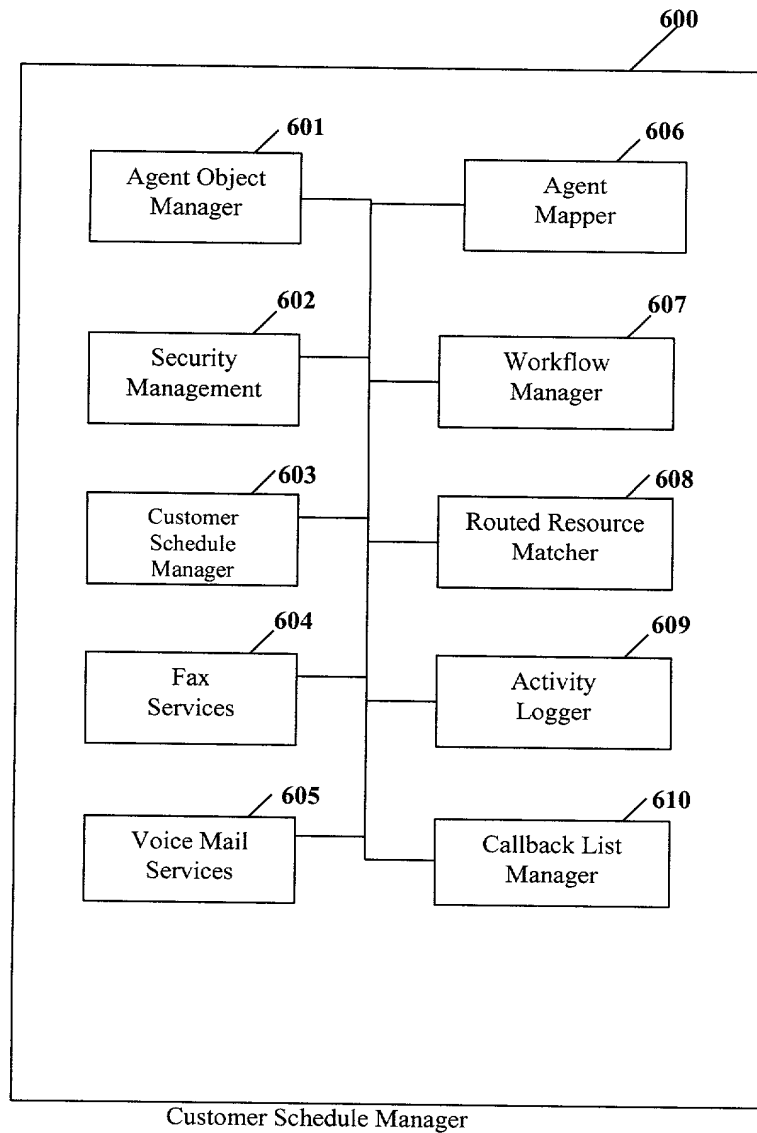 600
601
Agent Object
Manager
606
Agent
Mapper
602
Security
Management
607
Workflow
Manager
603
Customer
Schedule
Manager
608
Routed Resource
Matcher
604
Fax
Services
609
Activity
Logger
605
Voice Mail
Services
610
Callback List
Manager
Customer Schedule Manager